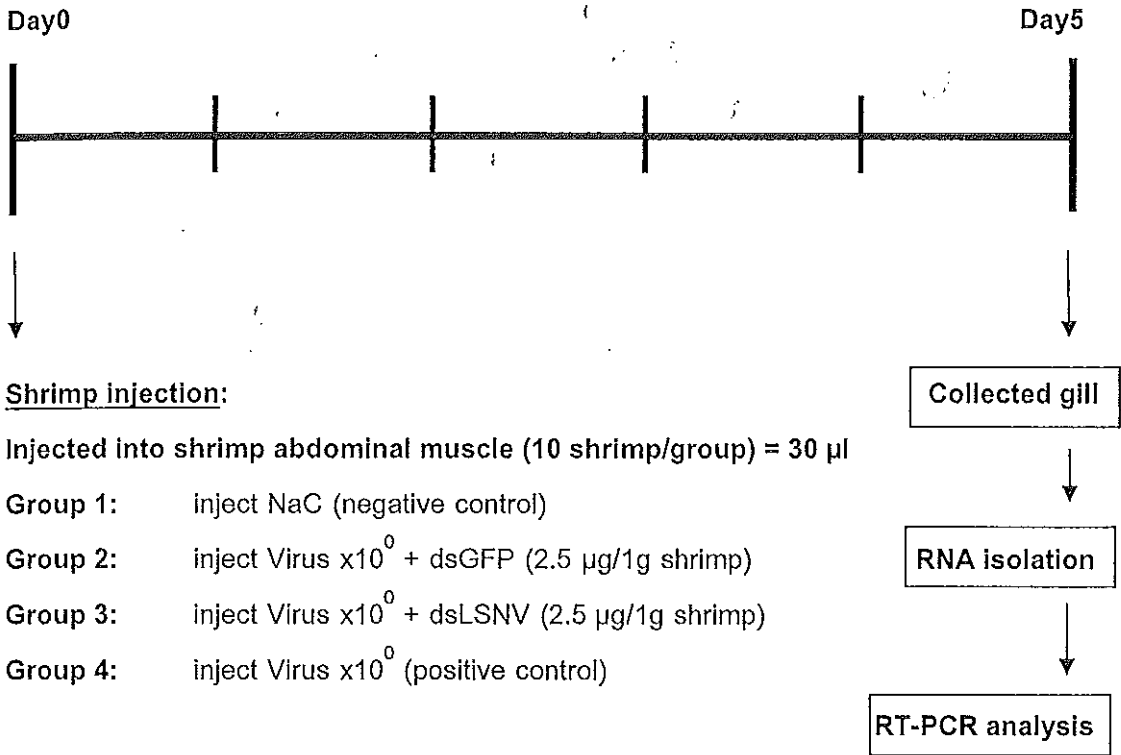 Day0
Day5
Shrimp injection:
Injected into shrimp abdominal muscle (10 shrimp/group) = 30 µl
Group 1: inject NaC (negative control)
Group 2: inject Virus x10⁰ + dsGFP (2.5 µg/1g shrimp)
Group 3: inject Virus x10⁰ + dsLSNV (2.5 µg/1g shrimp)
Group 4: inject Virus x10⁰ (positive control)
Collected gill
RNA isolation
RT-PCR analysis